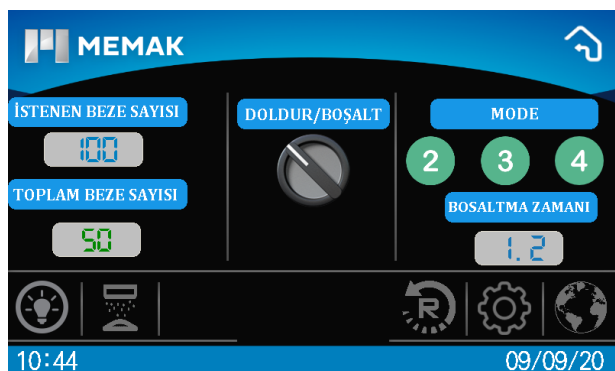 MEMAK
İSTENEN BEZE SAYISI
100
TOPLAM BEZE SAYISI
50
DOLDUR/BOŞALT
MODE
2 3 4
BOSALTMA ZAMANI
1.2
R
10:44
09/09/20